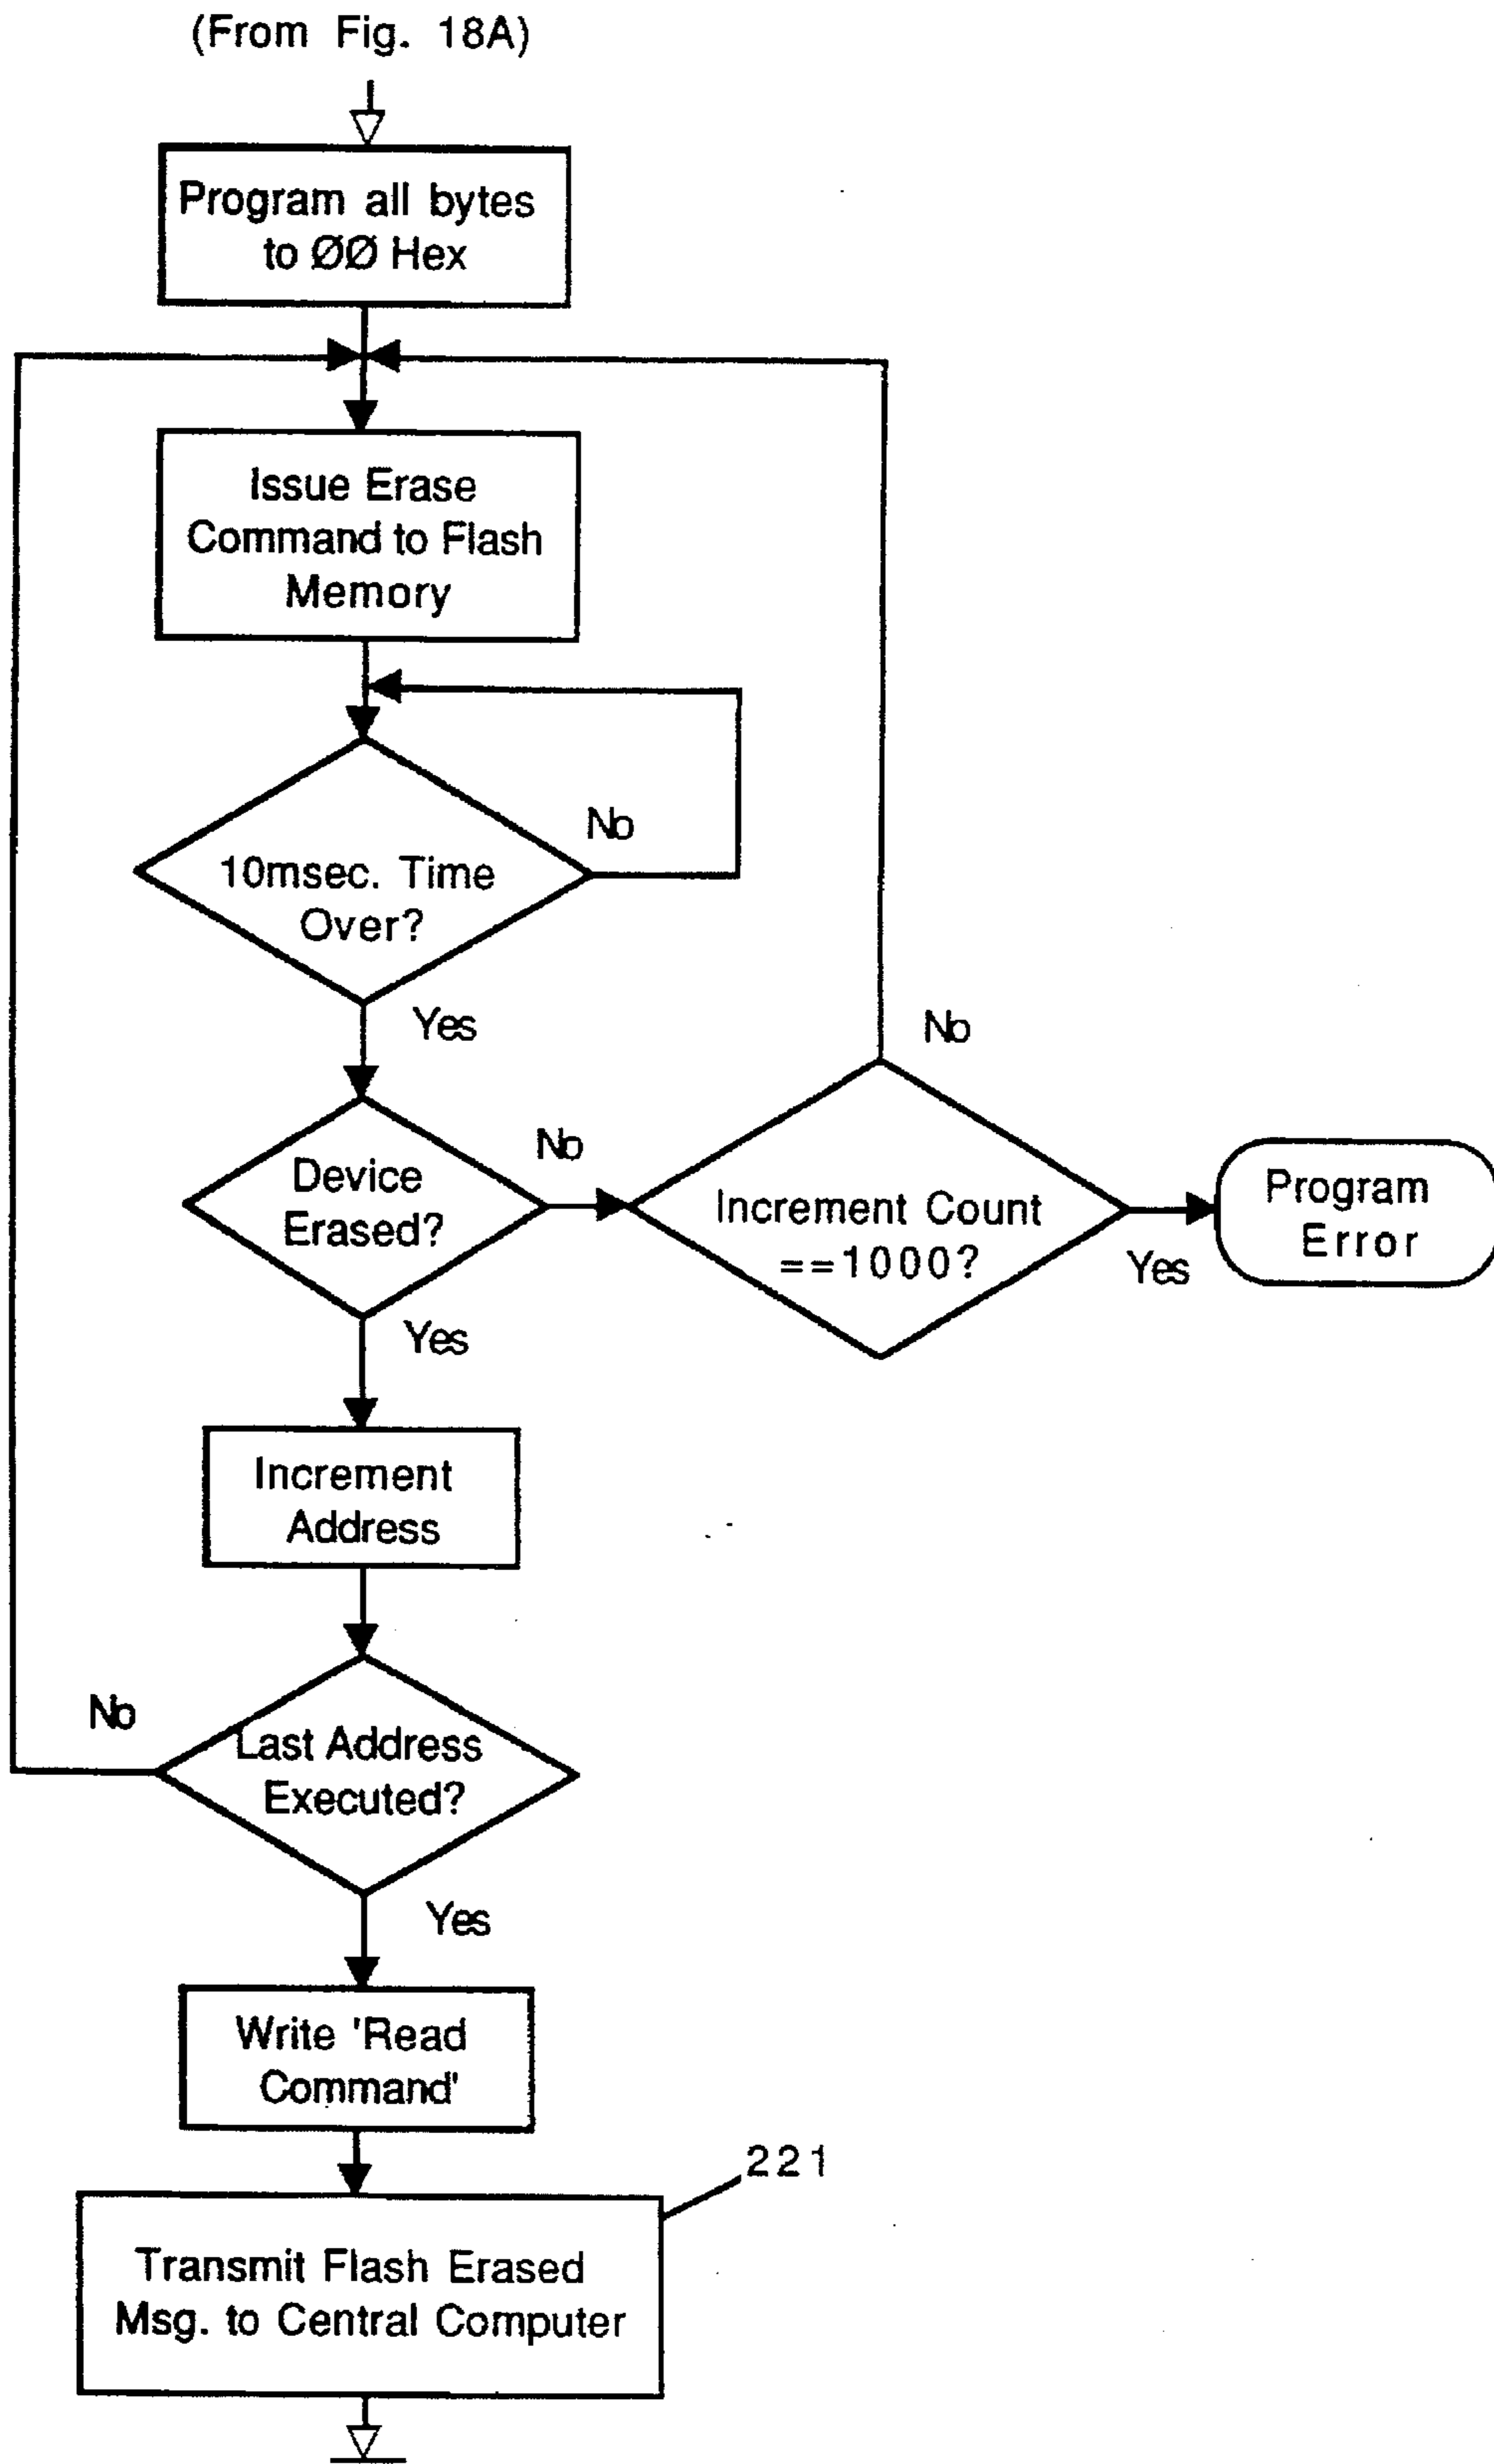 (From Fig. 18A)
Program all bytes
to ØØ Hex
Issue Erase
Command to Flash
Memory
10msec. Time
Over?
No
Yes
Device
Erased?
No
Increment Count
==1000?
No
Yes
Program
Error
Yes
Increment
Address
Last Address
Executed?
No
Yes
Write 'Read
Command'
221
Transmit Flash Erased
Msg. to Central Computer